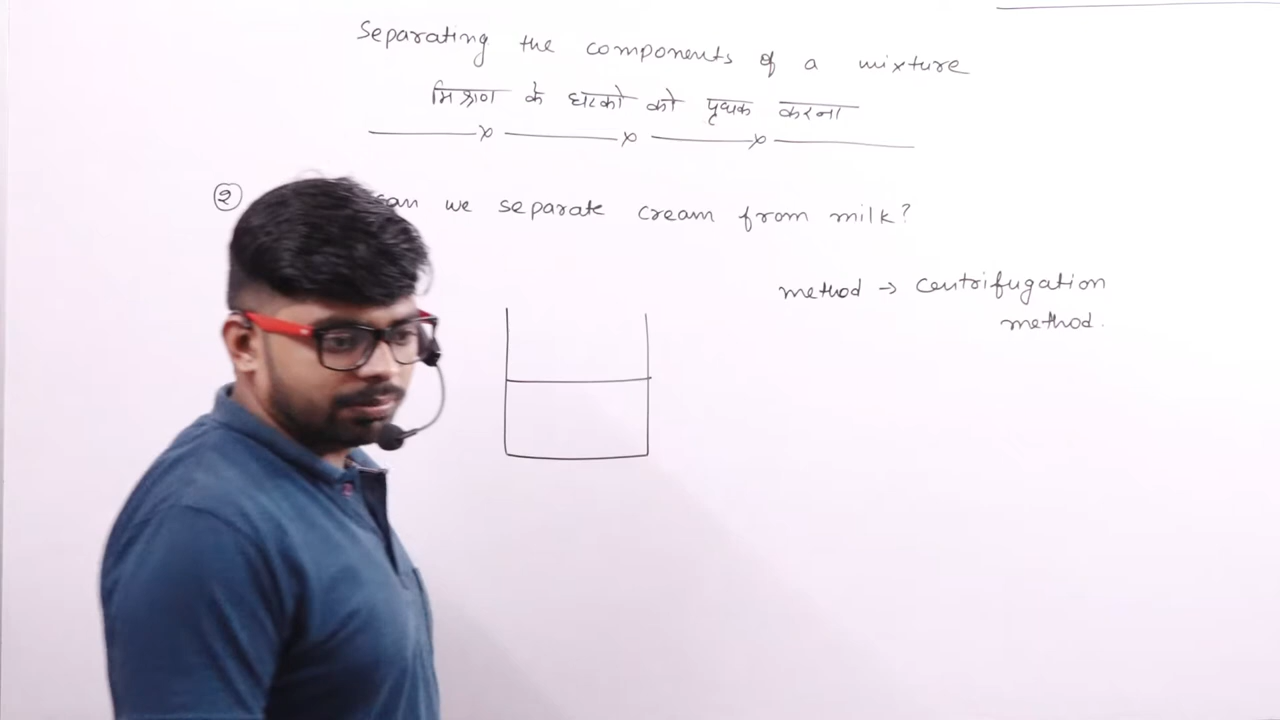 Separating the components of a mixture
मिश्रण के घटको को पृथक करना
② can we separate cream from milk?
method → centrifugation
method.